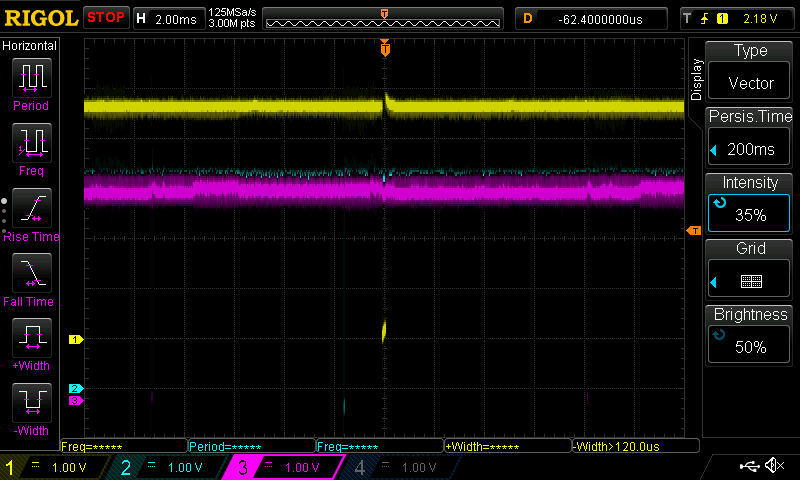 RIGOL STOP H 2.00ms 125MSa/s 3.00M pts T D -62.4000000us T 1 2.18 V
Horizontal
Period
Freq
Rise Time
Fall Time
+Width
-Width
T
T
1
2
3
Display
Type
Vector
Persis.Time
200ms
Intensity
35%
Grid
Brightness
50%
Freq=***** Period=***** Freq=***** +Width=***** -Width>120.0us
1 1.00 V 2 1.00 V 3 1.00 V 4 1.00 V